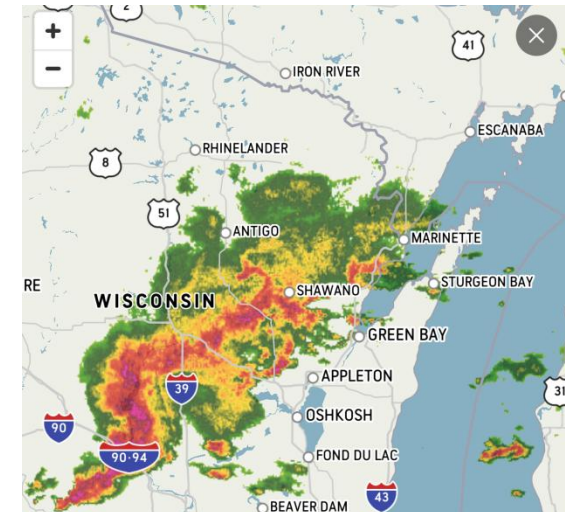 2
+
−
41
IRON RIVER
ESCANABA
RHINELANDER
8
51
ANTIGO
MARINETTE
RE
STURGEON BAY
SHAWANO
WISCONSIN
GREEN BAY
APPLETON
39
31
OSHKOSH
90
90-94
FOND DU LAC
43
BEAVER DAM